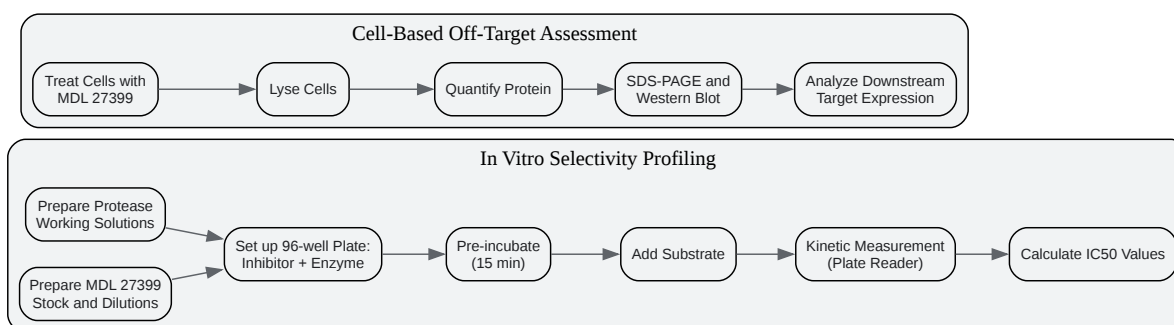 Cell-Based Off-Target Assessment
Treat Cells with
MDL 27399
Lyse Cells
Quantify Protein
SDS-PAGE and
Western Blot
Analyze Downstream
Target Expression
In Vitro Selectivity Profiling
Prepare Protease
Working Solutions
Prepare MDL 27399
Stock and Dilutions
Set up 96-well Plate:
Inhibitor + Enzyme
Pre-incubate
(15 min)
Add Substrate
Kinetic Measurement
(Plate Reader)
Calculate IC50 Values